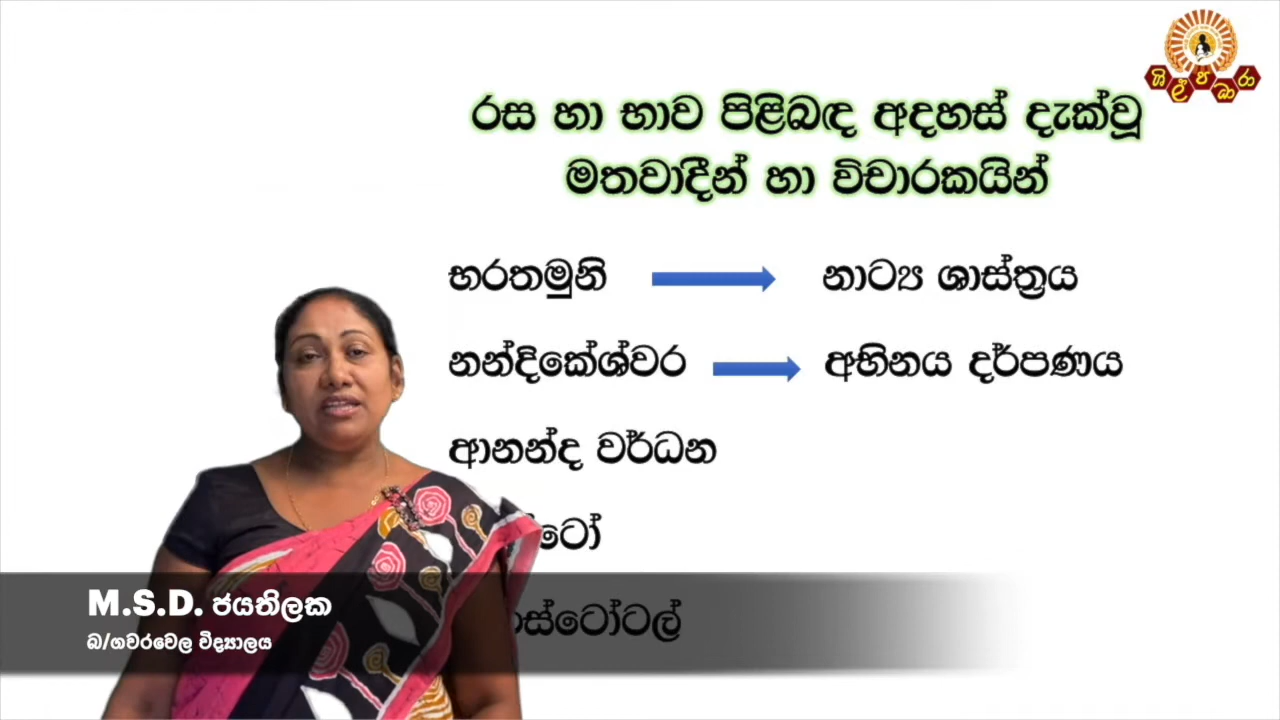 ශිල්ප භාරා
රස හා භාව පිළිබඳ අදහස් දැක්වූ
මතවාදීන් හා විචාරකයින්
භරතමුනි නාට්‍ය ශාස්ත්‍රය
නන්දිකේශ්වර අභිනය දර්පණය
ආනන්ද වර්ධන
M.S.D. ජයතිලක
බ/ගවරවෙල විද්‍යාලය